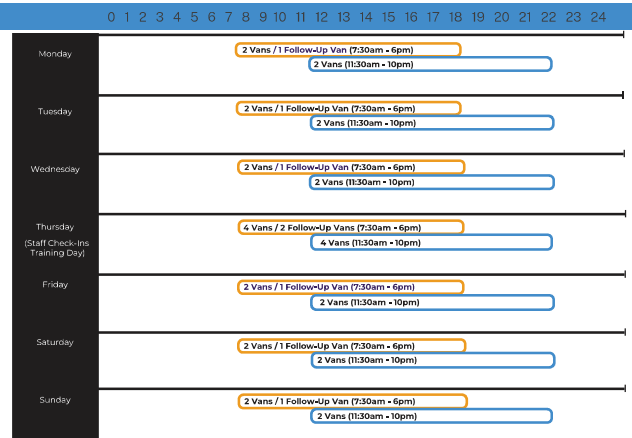 0 1 2 3 4 5 6 7 8 9 10 11 12 13 14 15 16 17 18 19 20 21 22 23 24
Monday
2 Vans / 1 Follow-Up Van (7:30am - 6pm)
2 Vans (11:30am - 10pm)
Tuesday
2 Vans / 1 Follow-Up Van (7:30am - 6pm)
2 Vans (11:30am - 10pm)
Wednesday
2 Vans / 1 Follow-Up Van (7:30am - 6pm)
2 Vans (11:30am - 10pm)
Thursday
(Staff Check-Ins
Training Day)
4 Vans / 2 Follow-Up Vans (7:30am - 6pm)
4 Vans (11:30am - 10pm)
Friday
2 Vans / 1 Follow-Up Van (7:30am - 6pm)
2 Vans (11:30am - 10pm)
Saturday
2 Vans / 1 Follow-Up Van (7:30am - 6pm)
2 Vans (11:30am - 10pm)
Sunday
2 Vans / 1 Follow-Up Van (7:30am - 6pm)
2 Vans (11:30am - 10pm)